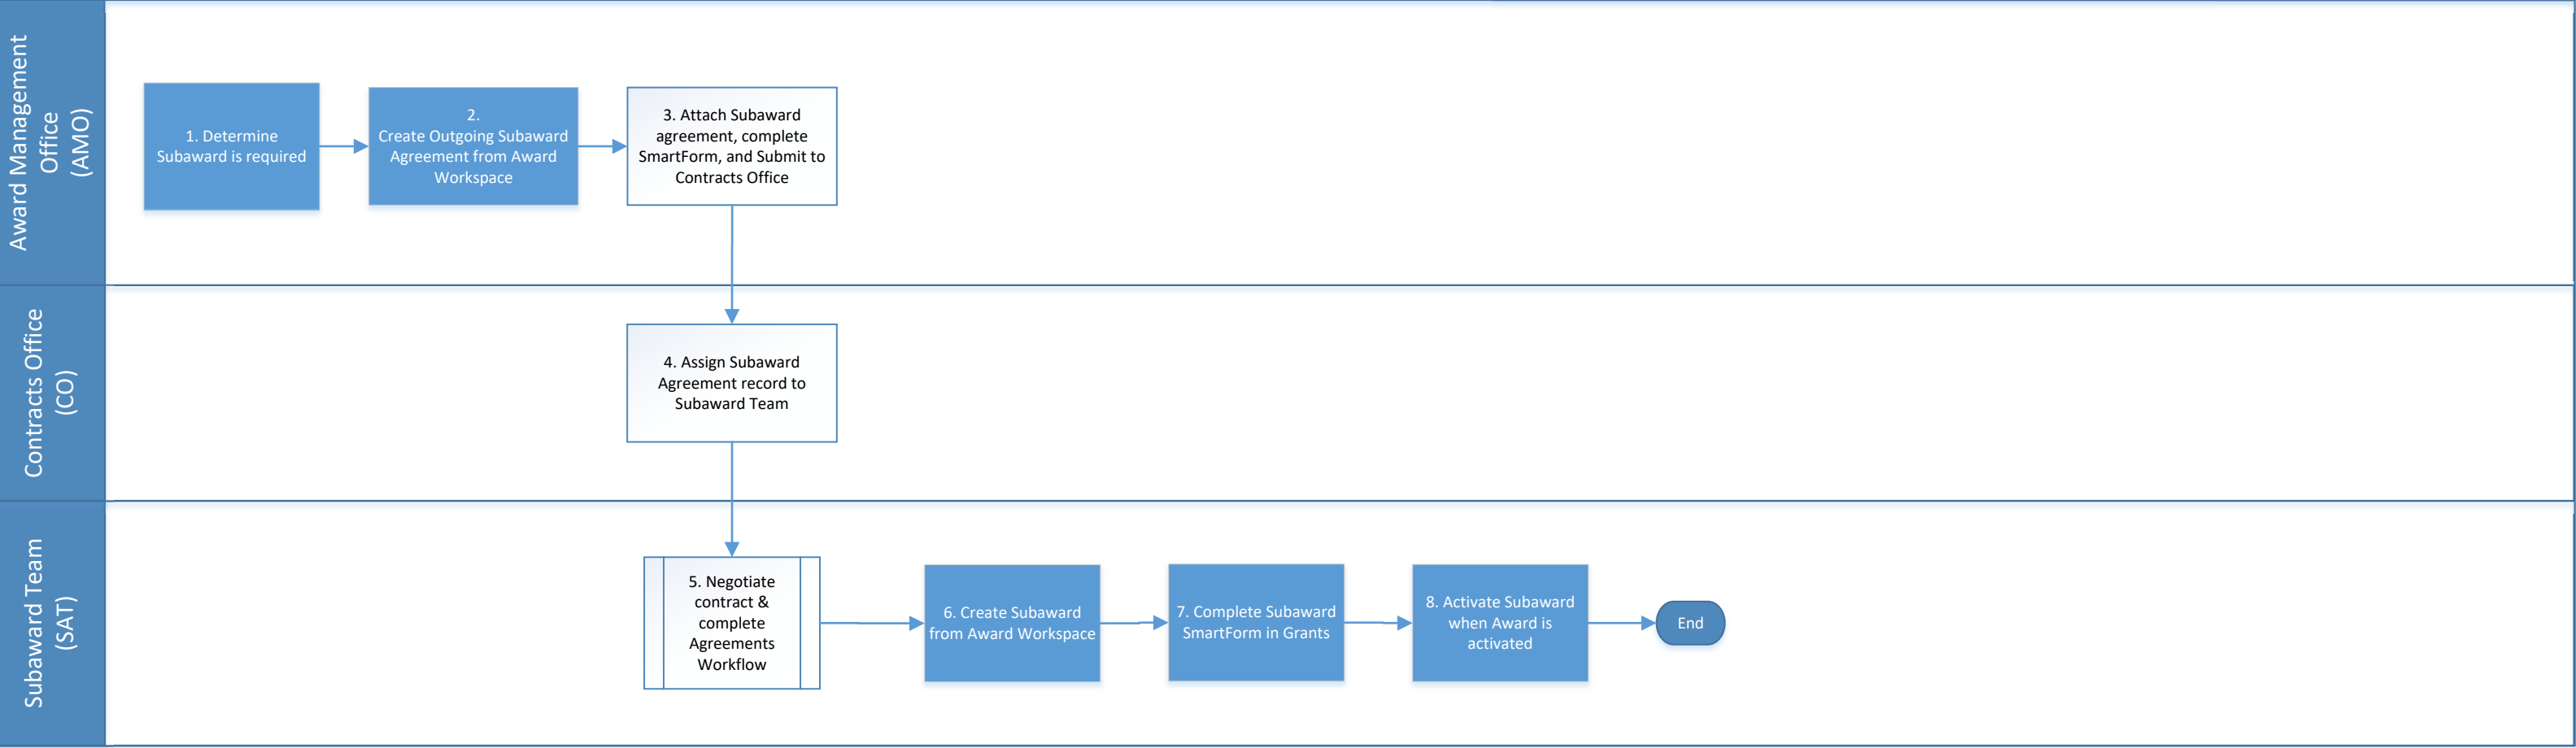 Award Management
Office
(AMO)
1. Determine
Subaward is required
2.
Create Outgoing Subaward
Agreement from Award
Workspace
3. Attach Subaward
agreement, complete
SmartForm, and Submit to
Contracts Office
Contracts Office
(CO)
4. Assign Subaward
Agreement record to
Subaward Team
Subaward Team
(SAT)
5. Negotiate
contract &
complete
Agreements
Workflow
6. Create Subaward
from Award Workspace
7. Complete Subaward
SmartForm in Grants
8. Activate Subaward
when Award is
activated
End